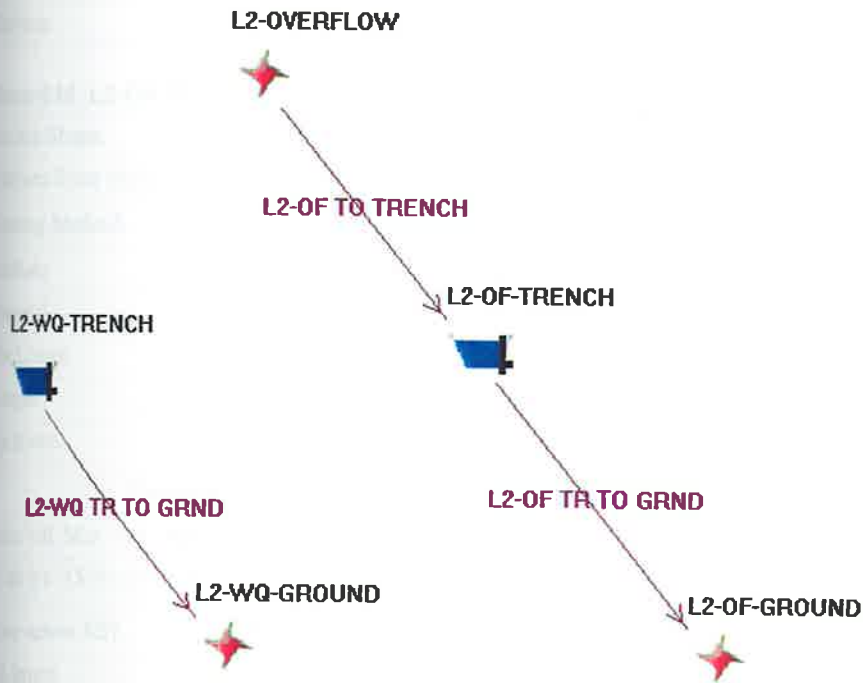 L2-OVERFLOW
L2-OF TO TRENCH
L2-OF-TRENCH
L2-WQ-TRENCH
L2-WQ TR TO GRND
L2-OF TR TO GRND
L2-WQ-GROUND
L2-OF-GROUND